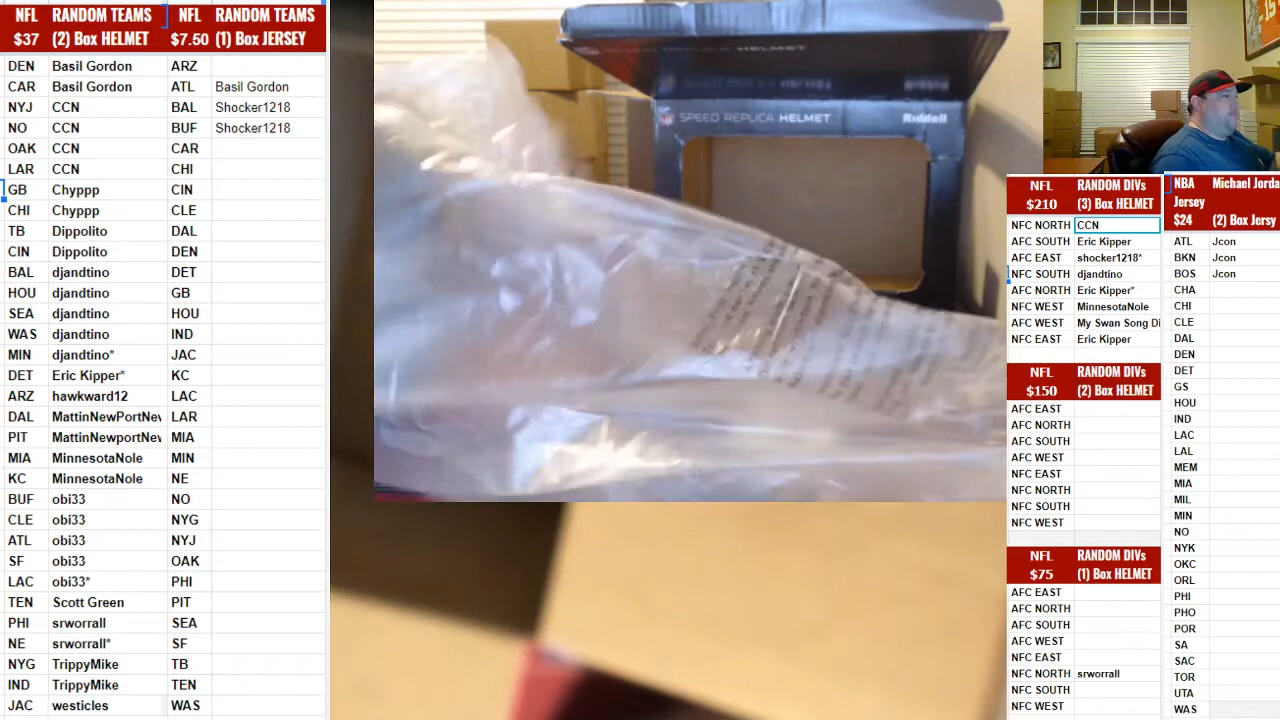 NFL RANDOM TEAMS NFL RANDOM TEAMS
$37 (2) Box HELMET $7.50 (1) Box JERSEY
DEN Basil Gordon ARZ
CAR Basil Gordon ATL Basil Gordon
NYJ CCN BAL Shocker1218
NO CCN BUF Shocker1218
OAK CCN CAR
LAR CCN CHI
GB Chyppp CIN
CHI Chyppp CLE
TB Dippolito DAL
CIN Dippolito DEN
BAL djandtino DET
HOU djandtino GB
SEA djandtino HOU
WAS djandtino IND
MIN djandtino* JAC
DET Eric Kipper* KC
ARZ hawkward12 LAC
DAL MattinNewPortNew LAR
PIT MattinNewportNew MIA
MIA MinnesotaNole MIN
KC MinnesotaNole NE
BUF obi33 NO
CLE obi33 NYG
ATL obi33 NYJ
SF obi33 OAK
LAC obi33* PHI
TEN Scott Green PIT
PHI srworrall SEA
NE srworrall* SF
NYG TrippyMike TB
IND TrippyMike TEN
JAC westicles WAS
SPEED REPLICA HELMET Riddell
NFL RANDOM DIVs
$210 (3) Box HELMET
NFC NORTH CCN
AFC SOUTH Eric Kipper
AFC EAST shocker1218*
NFC SOUTH djandtino
AFC NORTH Eric Kipper*
NFC WEST MinnesotaNole
AFC WEST My Swan Song Di
NFC EAST Eric Kipper
NFL RANDOM DIVs
$150 (2) Box HELMET
AFC EAST
AFC NORTH
AFC SOUTH
AFC WEST
NFC EAST
NFC NORTH
NFC SOUTH
NFC WEST
NFL RANDOM DIVs
$75 (1) Box HELMET
AFC EAST
AFC NORTH
AFC SOUTH
AFC WEST
NFC EAST
NFC NORTH srworrall
NFC SOUTH
NFC WEST
NBA Michael Jorda
Jersey
$24 (2) Box Jersy
ATL Jcon
BKN Jcon
BOS Jcon
CHA
CHI
CLE
DAL
DEN
DET
GS
HOU
IND
LAC
LAL
MEM
MIA
MIL
MIN
NO
NYK
OKC
ORL
PHI
PHO
POR
SA
SAC
TOR
UTA
WAS